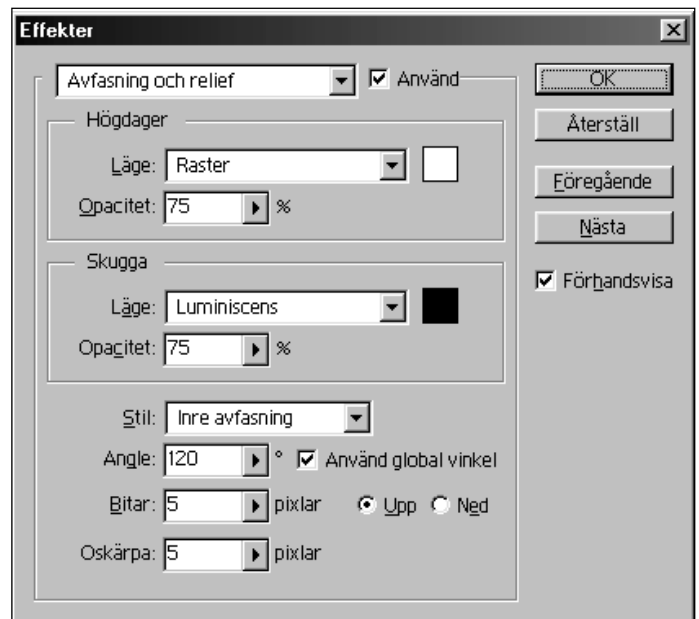 Effekter
Avfasning och relief Använd
Högdager
Läge: Raster
Opacitet: 75 %
Skugga
Läge: Luminiscens
Opacitet: 75 %
Stil: Inre avfasning
Angle: 120 ° Använd global vinkel
Bitar: 5 pixlar Upp Ned
Oskärpa: 5 pixlar
OK
Återställ
Föregående
Nästa
Förhandsvisa